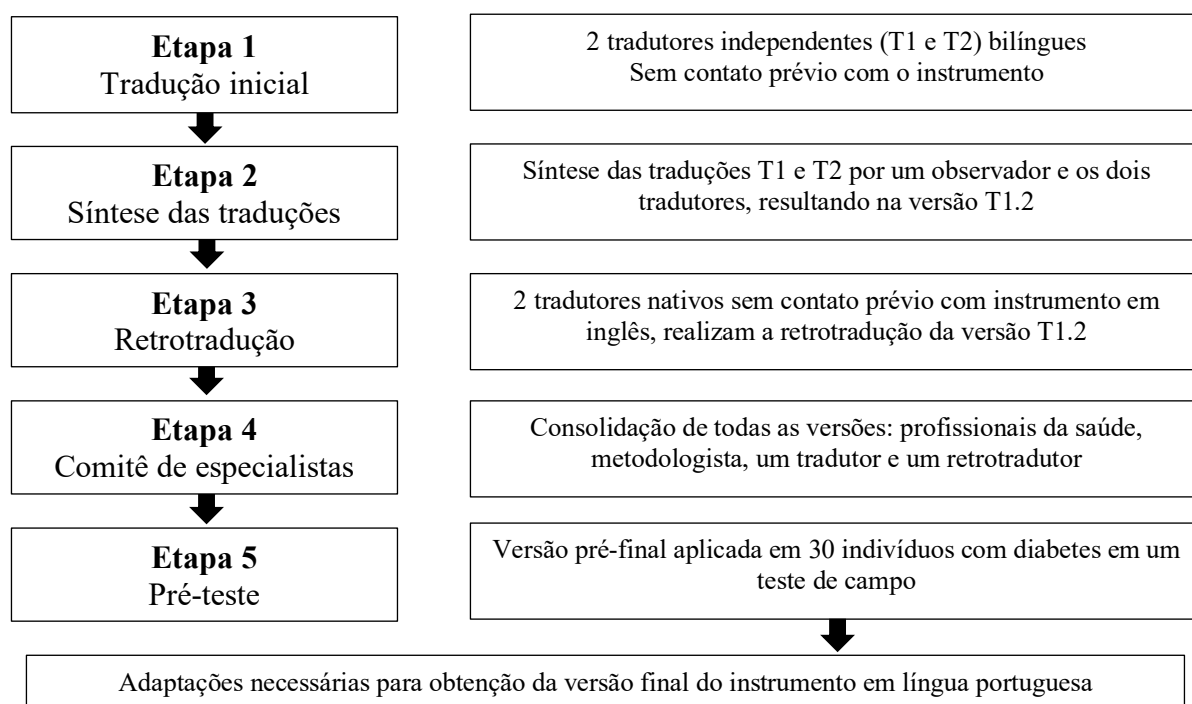 Etapa 1
Tradução inicial
2 tradutores independentes (T1 e T2) bilíngues
Sem contato prévio com o instrumento
Etapa 2
Síntese das traduções
Síntese das traduções T1 e T2 por um observador e os dois
tradutores, resultando na versão T1.2
Etapa 3
Retrotradução
2 tradutores nativos sem contato prévio com instrumento em
inglês, realizam a retrotradução da versão T1.2
Etapa 4
Comitê de especialistas
Consolidação de todas as versões: profissionais da saúde,
metodologista, um tradutor e um retrotradutor
Etapa 5
Pré-teste
Versão pré-final aplicada em 30 indivíduos com diabetes em um
teste de campo
Adaptações necessárias para obtenção da versão final do instrumento em língua portuguesa